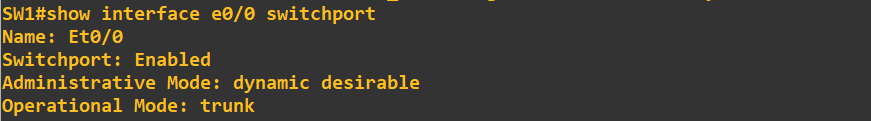 SW1#show interface e0/0 switchport
Name: Et0/0
Switchport: Enabled
Administrative Mode: dynamic desirable
Operational Mode: trunk